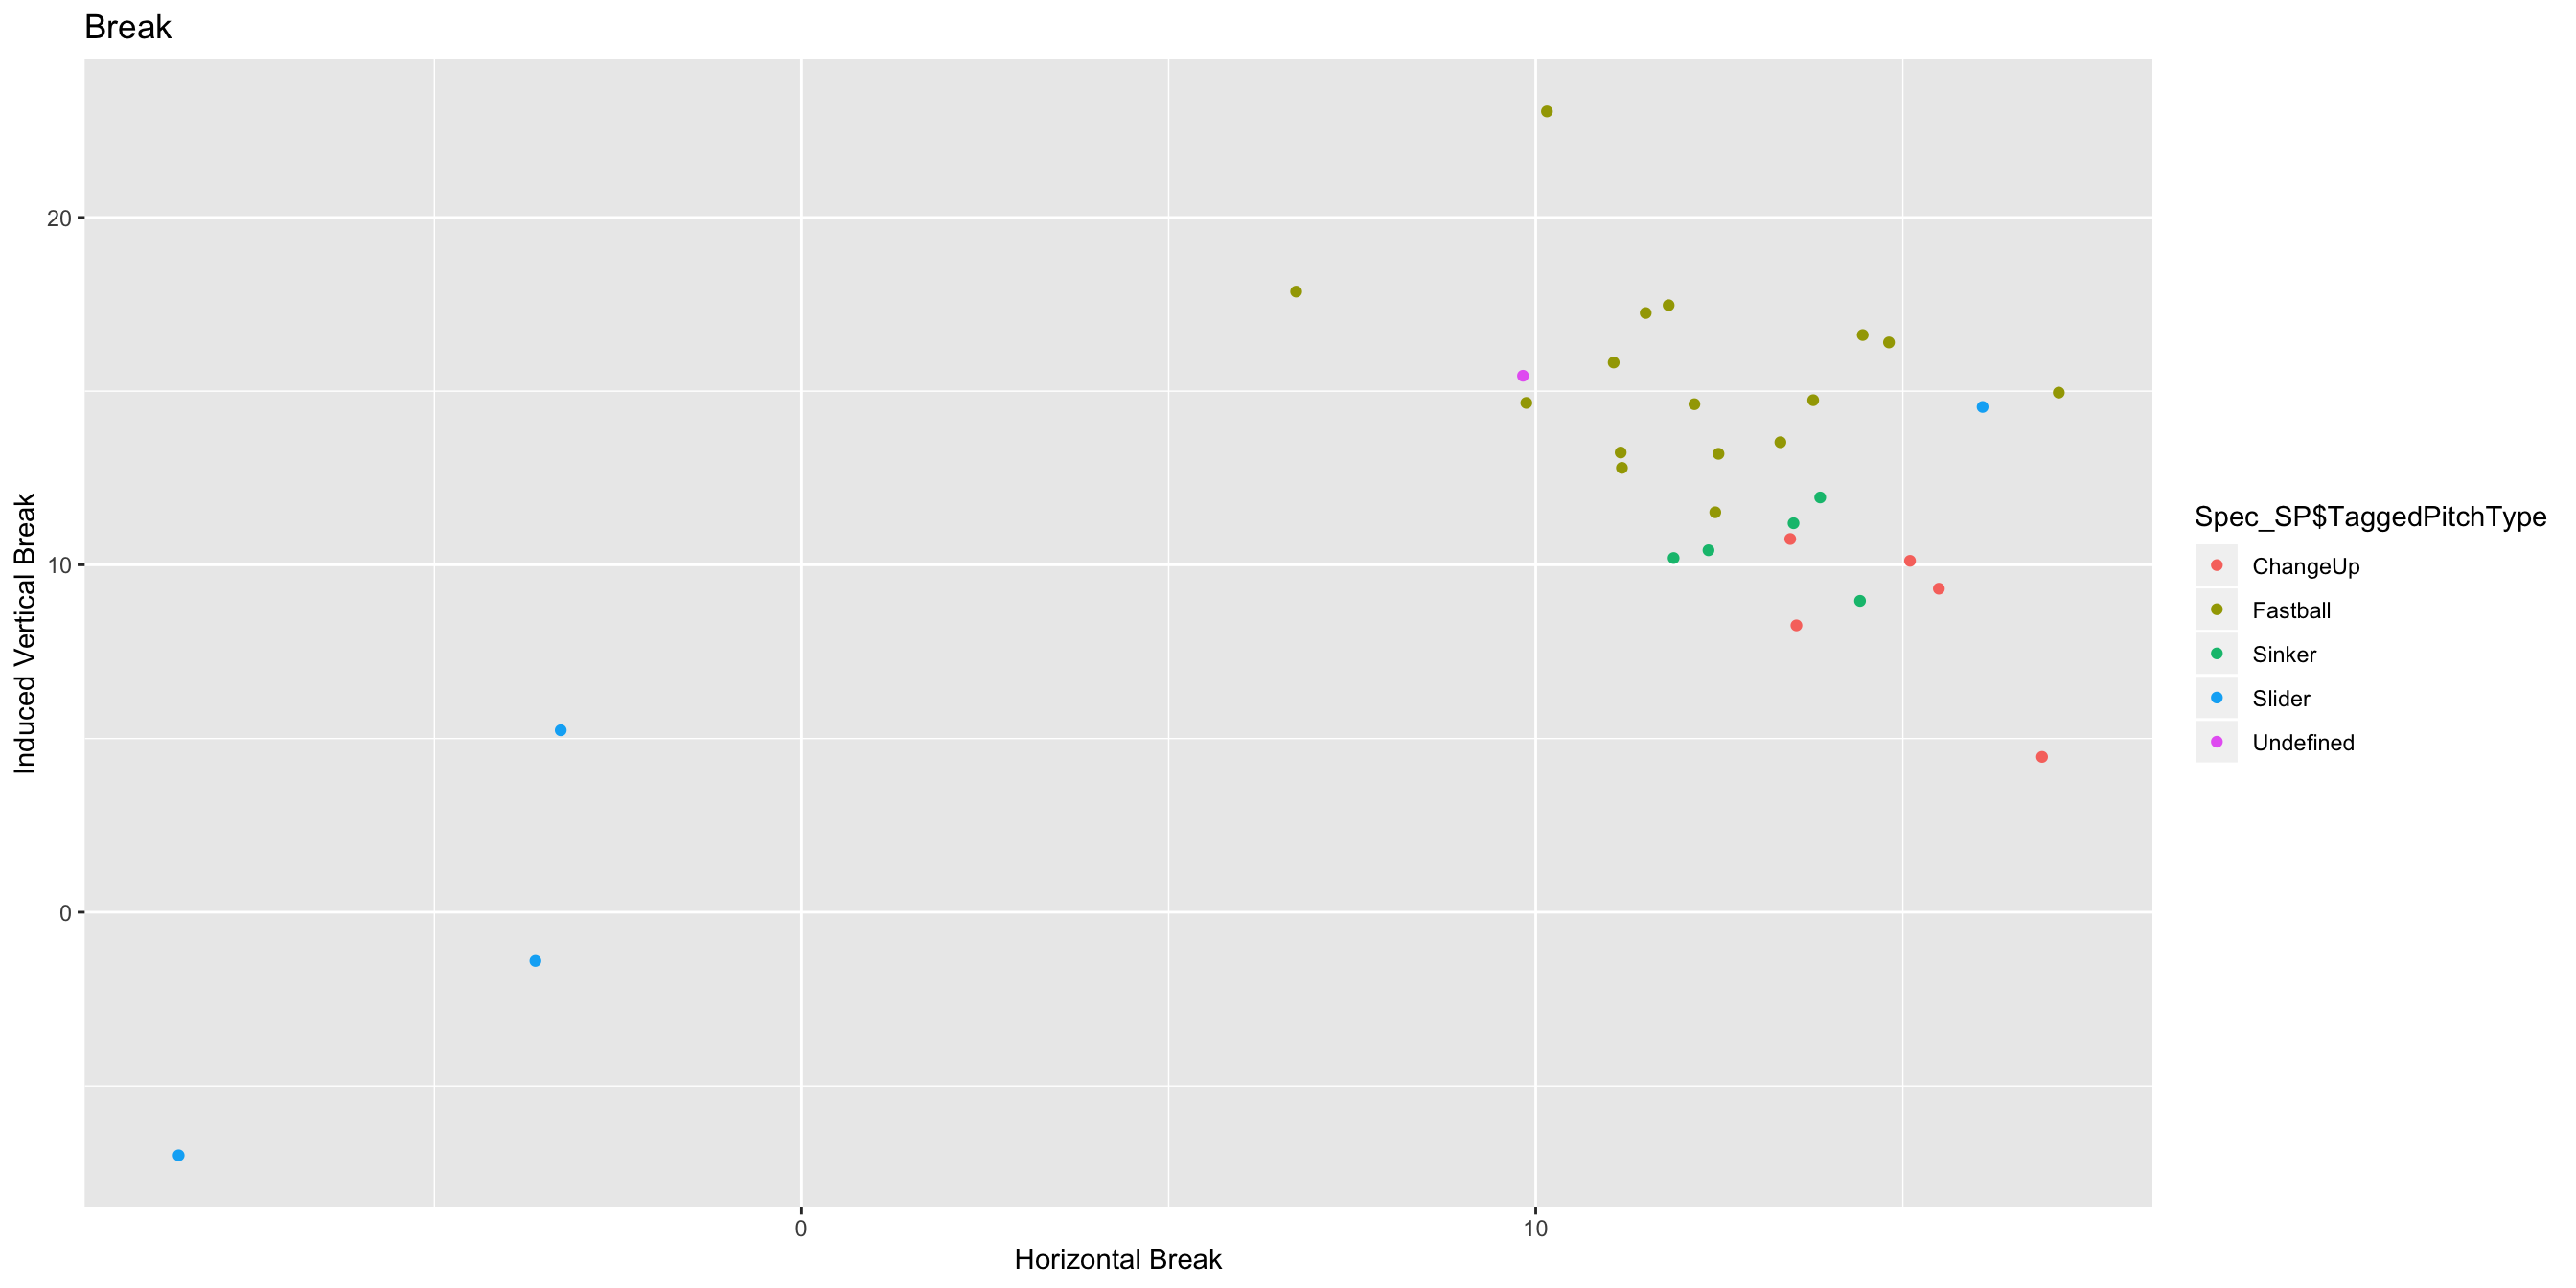 Break
20
10
0
Induced Vertical Break
0
10
Horizontal Break
Spec_SP$TaggedPitchType
ChangeUp
Fastball
Sinker
Slider
Undefined